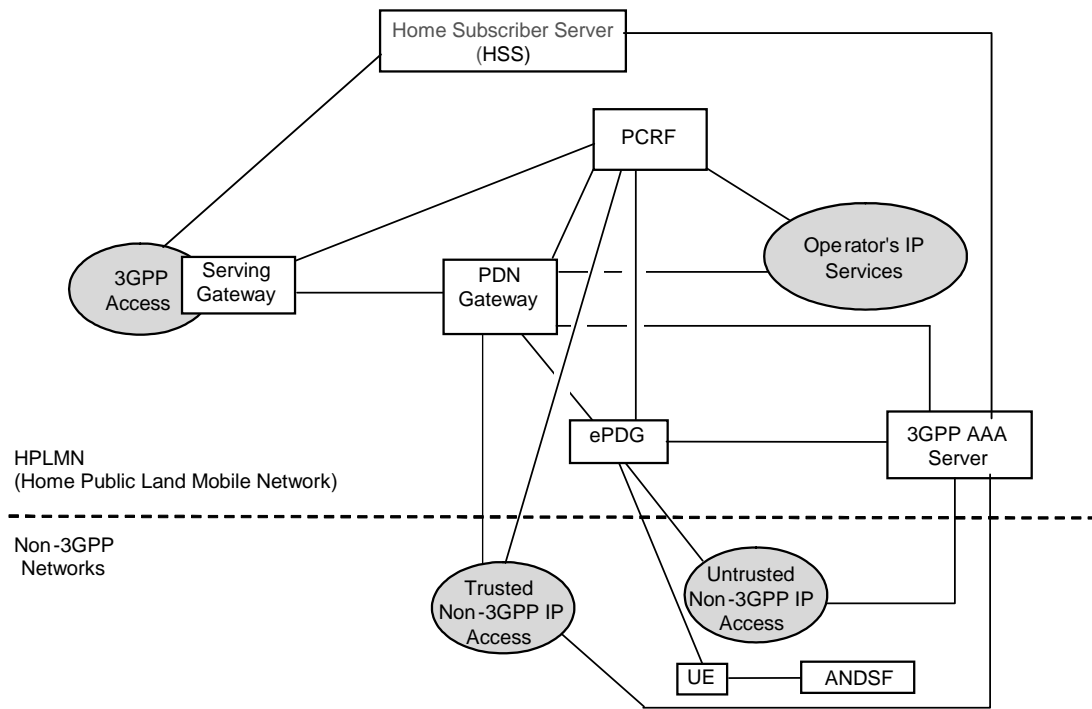 Home Subscriber Server
(HSS)
PCRF
Operator's IP
Services
3GPP
Access
Serving
Gateway
PDN
Gateway
ePDG
3GPP AAA
Server
HPLMN
(Home Public Land Mobile Network)
Non-3GPP
Networks
Trusted
Non-3GPP IP
Access
Untrusted
Non-3GPP IP
Access
UE
ANDSF